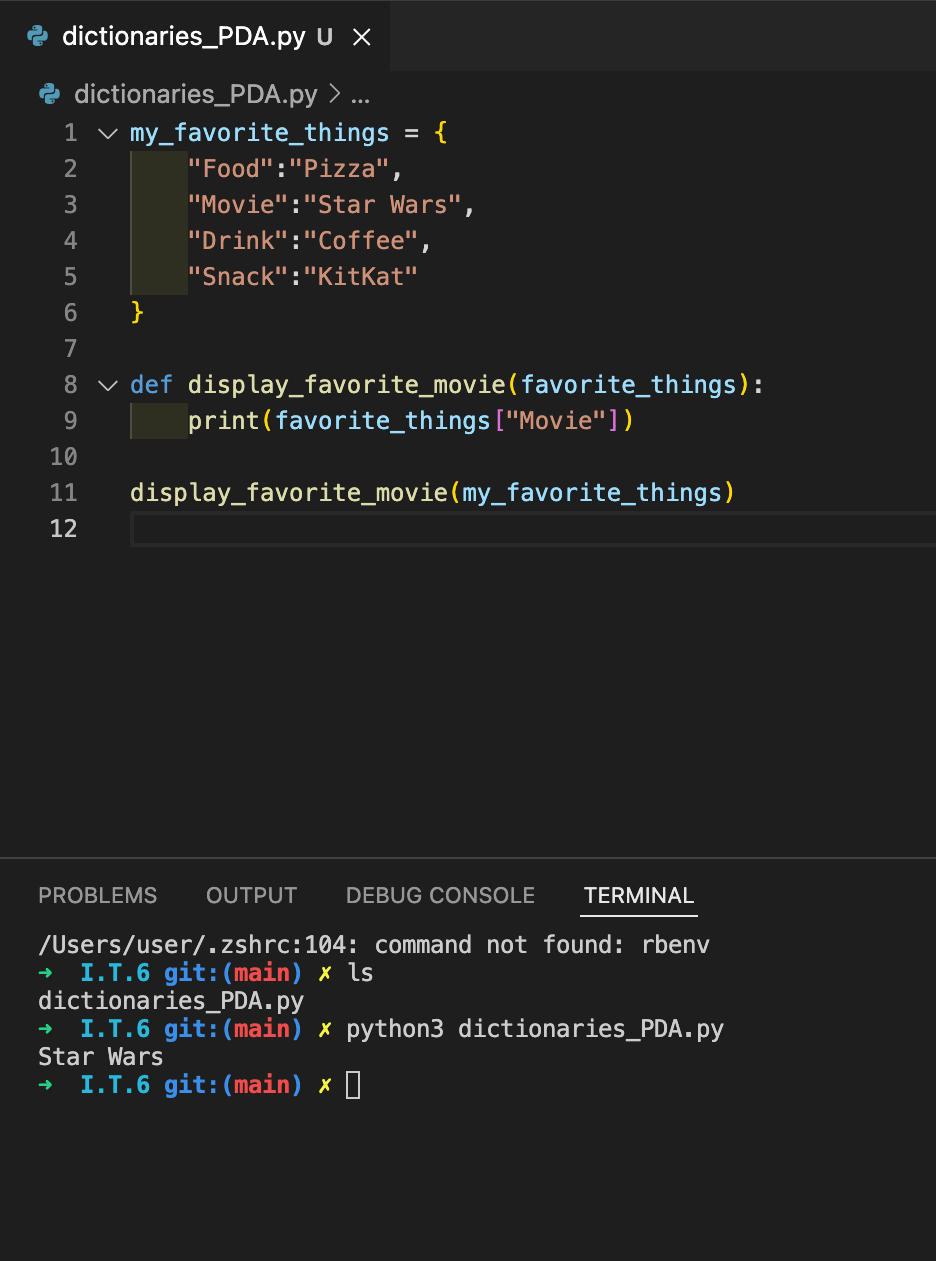 dictionaries_PDA.py U ×
dictionaries_PDA.py > ...
1 my_favorite_things = {
2     "Food":"Pizza",
3     "Movie":"Star Wars",
4     "Drink":"Coffee",
5     "Snack":"KitKat"
6 }
7
8 def display_favorite_movie(favorite_things):
9     print(favorite_things["Movie"])
10
11 display_favorite_movie(my_favorite_things)
12
PROBLEMS OUTPUT DEBUG CONSOLE TERMINAL
/Users/user/.zshrc:104: command not found: rbenv
➜  I.T.6 git:(main) ✗ ls
dictionaries_PDA.py
➜  I.T.6 git:(main) ✗ python3 dictionaries_PDA.py
Star Wars
➜  I.T.6 git:(main) ✗